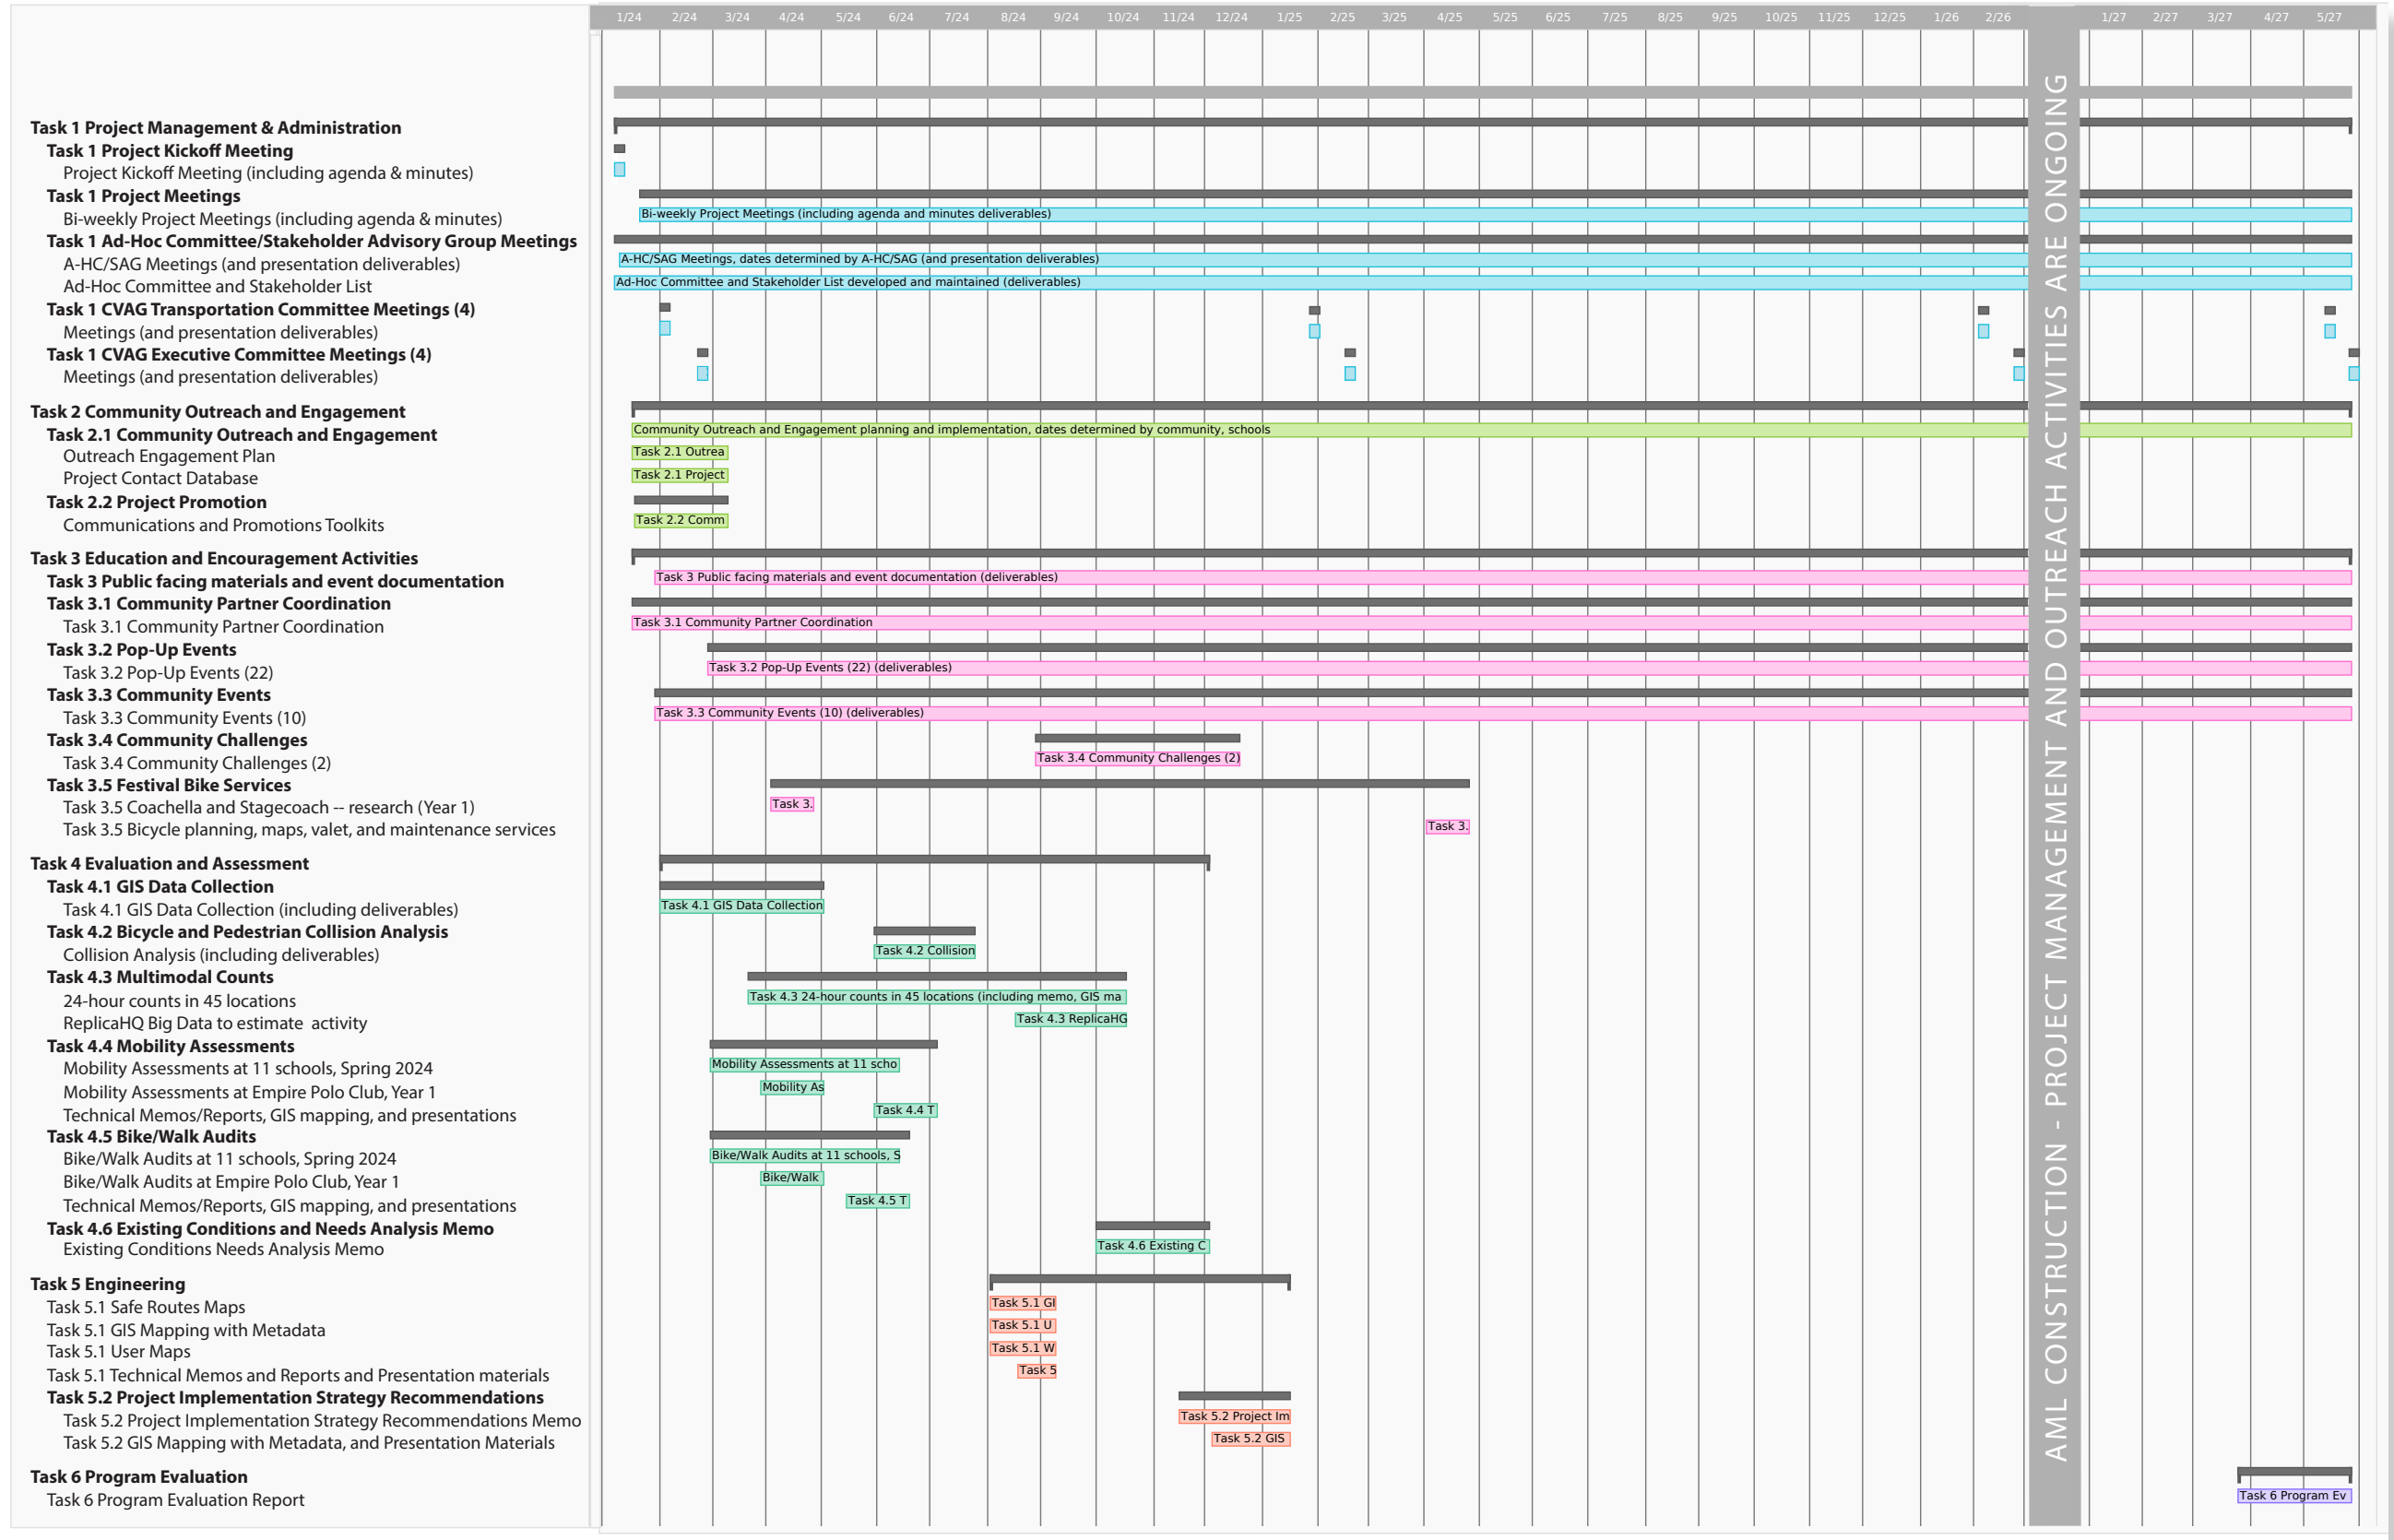 1/24 2/24 3/24 4/24 5/24 6/24 7/24 8/24 9/24 10/24 11/24 12/24 1/25 2/25 3/25 4/25 5/25 6/25 7/25 8/25 9/25 10/25 11/25 12/25 1/26 2/26 1/27 2/27 3/27 4/27 5/27
AML CONSTRUCTION - PROJECT MANAGEMENT AND OUTREACH ACTIVITIES ARE ONGOING
Task 1 Project Management & Administration
Task 1 Project Kickoff Meeting
Project Kickoff Meeting (including agenda & minutes)
Task 1 Project Meetings
Bi-weekly Project Meetings (including agenda & minutes)
Bi-weekly Project Meetings (including agenda and minutes deliverables)
Task 1 Ad-Hoc Committee/Stakeholder Advisory Group Meetings
A-HC/SAG Meetings (and presentation deliverables)
A-HC/SAG Meetings, dates determined by A-HC/SAG (and presentation deliverables)
Ad-Hoc Committee and Stakeholder List
Ad-Hoc Committee and Stakeholder List developed and maintained (deliverables)
Task 1 CVAG Transportation Committee Meetings (4)
Meetings (and presentation deliverables)
Task 1 CVAG Executive Committee Meetings (4)
Meetings (and presentation deliverables)
Task 2 Community Outreach and Engagement
Task 2.1 Community Outreach and Engagement
Community Outreach and Engagement planning and implementation, dates determined by community, schools
Outreach Engagement Plan
Task 2.1 Outrea
Project Contact Database
Task 2.1 Project
Task 2.2 Project Promotion
Communications and Promotions Toolkits
Task 2.2 Comm
Task 3 Education and Encouragement Activities
Task 3 Public facing materials and event documentation
Task 3 Public facing materials and event documentation (deliverables)
Task 3.1 Community Partner Coordination
Task 3.1 Community Partner Coordination
Task 3.1 Community Partner Coordination
Task 3.2 Pop-Up Events
Task 3.2 Pop-Up Events (22)
Task 3.2 Pop-Up Events (22) (deliverables)
Task 3.3 Community Events
Task 3.3 Community Events (10)
Task 3.3 Community Events (10) (deliverables)
Task 3.4 Community Challenges
Task 3.4 Community Challenges (2)
Task 3.4 Community Challenges (2)
Task 3.5 Festival Bike Services
Task 3.5 Coachella and Stagecoach -- research (Year 1)
Task 3.
Task 3.5 Bicycle planning, maps, valet, and maintenance services
Task 3.
Task 4 Evaluation and Assessment
Task 4.1 GIS Data Collection
Task 4.1 GIS Data Collection (including deliverables)
Task 4.1 GIS Data Collection
Task 4.2 Bicycle and Pedestrian Collision Analysis
Collision Analysis (including deliverables)
Task 4.2 Collision
Task 4.3 Multimodal Counts
24-hour counts in 45 locations
Task 4.3 24-hour counts in 45 locations (including memo, GIS ma
ReplicaHQ Big Data to estimate activity
Task 4.3 ReplicaHG
Task 4.4 Mobility Assessments
Mobility Assessments at 11 schools, Spring 2024
Mobility Assessments at 11 scho
Mobility Assessments at Empire Polo Club, Year 1
Mobility As
Technical Memos/Reports, GIS mapping, and presentations
Task 4.4 T
Task 4.5 Bike/Walk Audits
Bike/Walk Audits at 11 schools, Spring 2024
Bike/Walk Audits at 11 schools, S
Bike/Walk Audits at Empire Polo Club, Year 1
Bike/Walk
Technical Memos/Reports, GIS mapping, and presentations
Task 4.5 T
Task 4.6 Existing Conditions and Needs Analysis Memo
Existing Conditions Needs Analysis Memo
Task 4.6 Existing C
Task 5 Engineering
Task 5.1 Safe Routes Maps
Task 5.1 GI
Task 5.1 GIS Mapping with Metadata
Task 5.1 U
Task 5.1 User Maps
Task 5.1 W
Task 5.1 Technical Memos and Reports and Presentation materials
Task 5
Task 5.2 Project Implementation Strategy Recommendations
Task 5.2 Project Implementation Strategy Recommendations Memo
Task 5.2 Project Im
Task 5.2 GIS Mapping with Metadata, and Presentation Materials
Task 5.2 GIS
Task 6 Program Evaluation
Task 6 Program Evaluation Report
Task 6 Program Ev